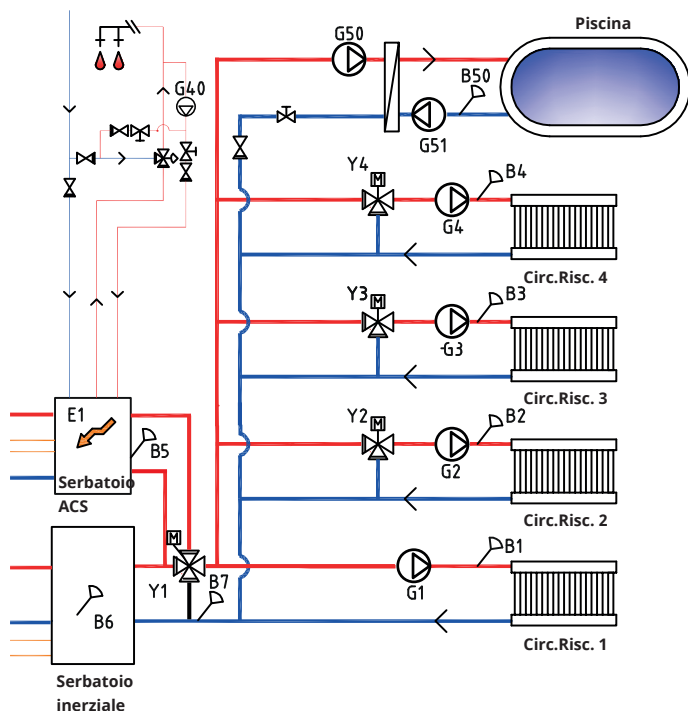 Piscina
G50
G40
B50
G51
Y4
M
B4
G4
Circ.Risc. 4
Y3
M
B3
-G3
Circ.Risc. 3
E1
Y2
M
B2
B5
G2
Serbatoio
ACS
Circ.Risc. 2
M
B1
Y1
B7
G1
B6
Circ.Risc. 1
Serbatoio
inerziale